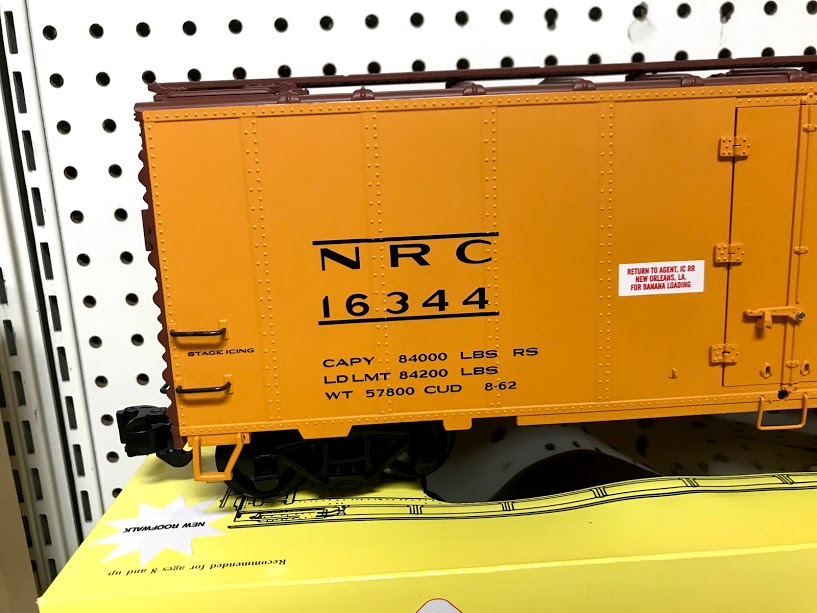 NRC
16344
STAGE ICING
CAPY 84000 LBS RS
LD LMT 84200 LBS
WT 57800 CUD 8-62
RETURN TO AGENT, IC RR
NEW ORLEANS, LA.
FOR BANANA LOADING
NEW ROOFWALK
Recommended for ages 8 and up